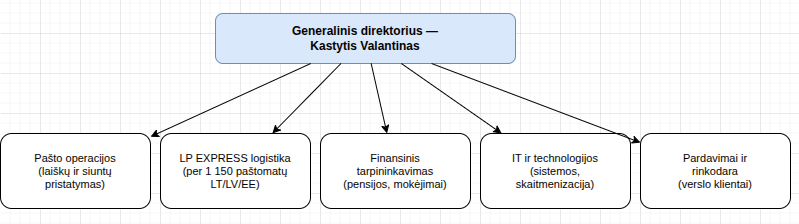 Generalinis direktorius —
Kastytis Valantinas
Pašto operacijos
(laiškų ir siuntų
pristatymas)
LP EXPRESS logistika
(per 1 150 paštomatų
LT/LV/EE)
Finansinis
tarpininkavimas
(pensijos, mokėjimai)
IT ir technologijos
(sistemos,
skaitmenizacija)
Pardavimai ir
rinkodara
(verslo klientai)